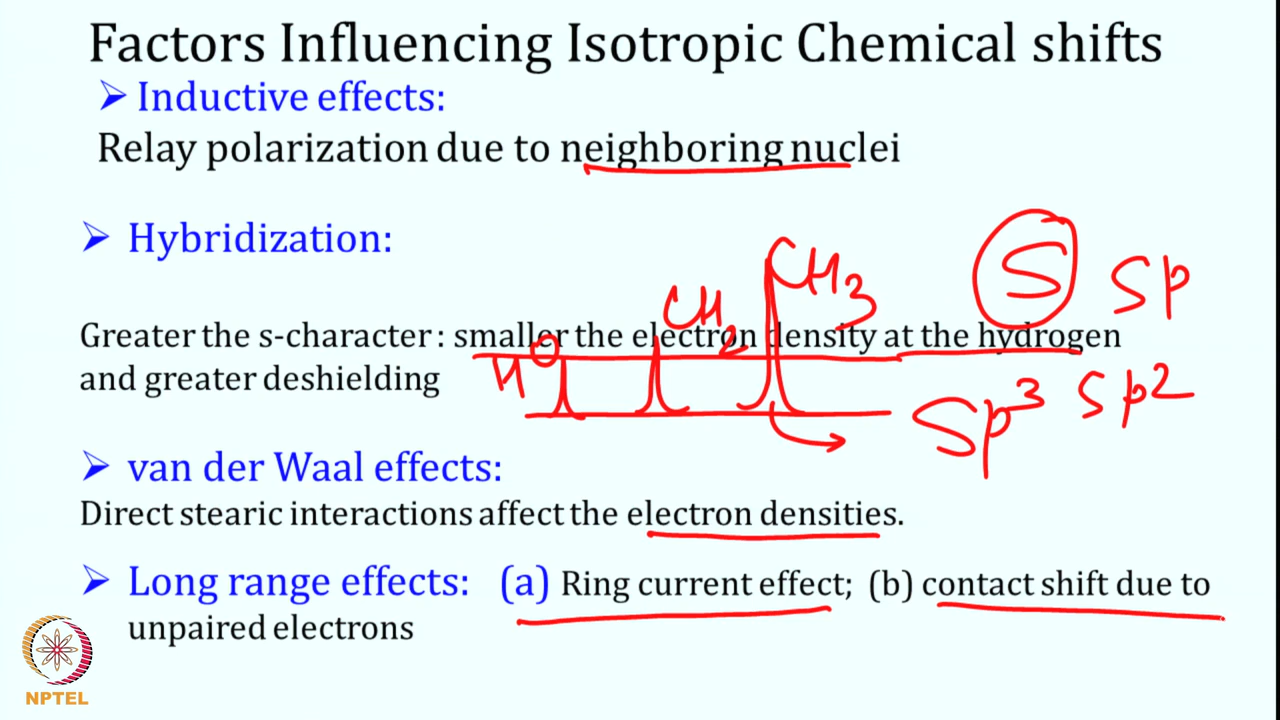 Factors Influencing Isotropic Chemical shifts
➢ Inductive effects:
Relay polarization due to neighboring nuclei
➢ Hybridization:
S sp
CH2 CH3
Greater the s-character : smaller the electron density at the hydrogen
HO
and greater deshielding
Sp3 Sp2
➢ van der Waal effects:
Direct stearic interactions affect the electron densities.
➢ Long range effects: (a) Ring current effect; (b) contact shift due to
unpaired electrons
NPTEL